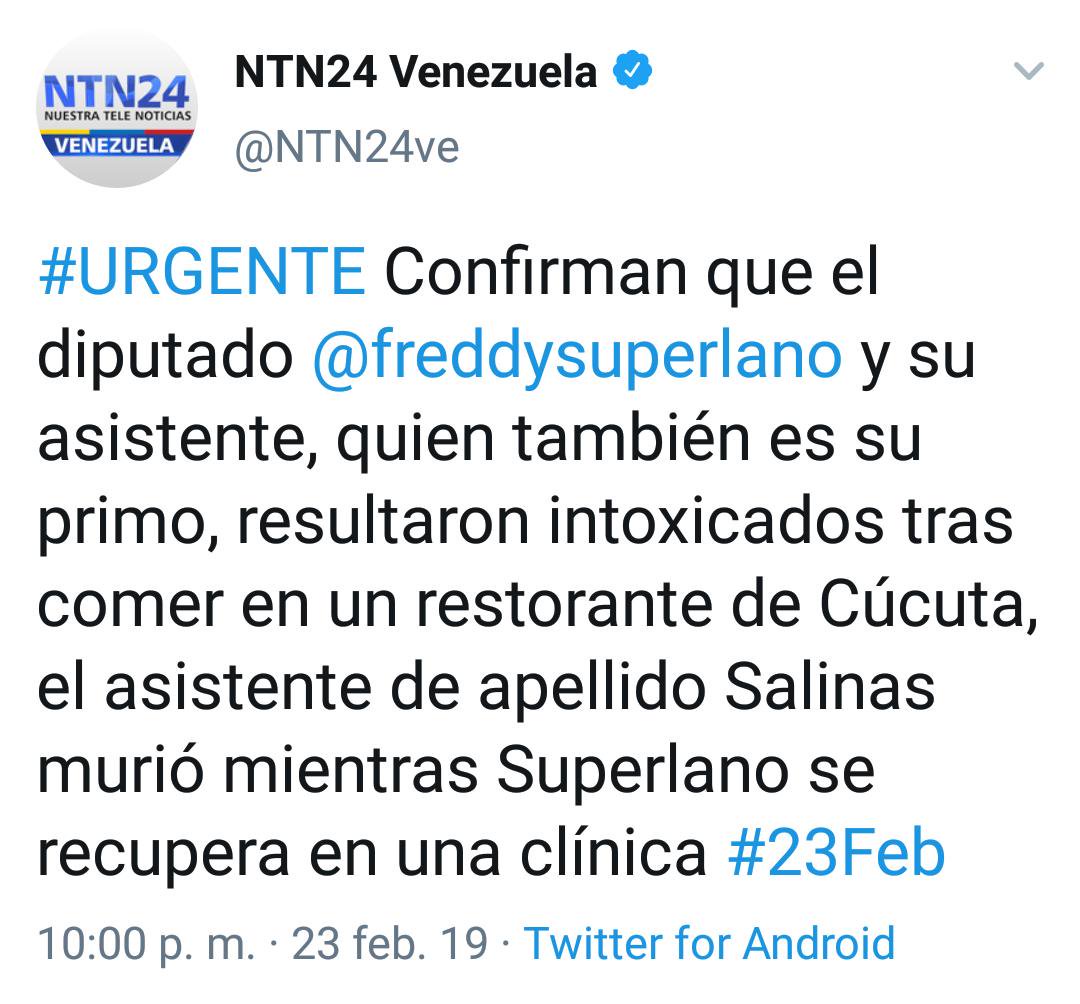 NTN24
NUESTRA TELE NOTICIAS
VENEZUELA
NTN24 Venezuela
@NTN24ve
#URGENTE Confirman que el
diputado @freddysuperlano y su
asistente, quien también es su
primo, resultaron intoxicados tras
comer en un restorante de Cúcuta,
el asistente de apellido Salinas
murió mientras Superlano se
recupera en una clínica #23Feb
10:00 p. m. · 23 feb. 19 · Twitter for Android